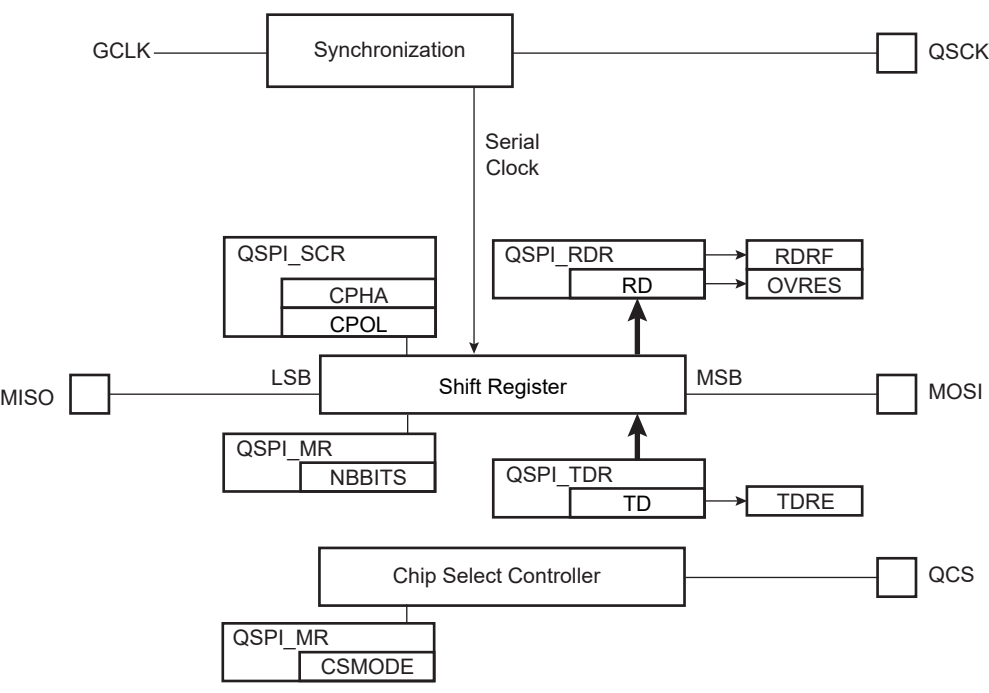 GCLK
Synchronization
QSCK
Serial
Clock
QSPI_SCR
CPHA
CPOL
QSPI_RDR
RD
RDRF
OVRES
MISO
LSB
Shift Register
MSB
MOSI
QSPI_MR
NBBITS
QSPI_TDR
TD
TDRE
Chip Select Controller
QCS
QSPI_MR
CSMODE